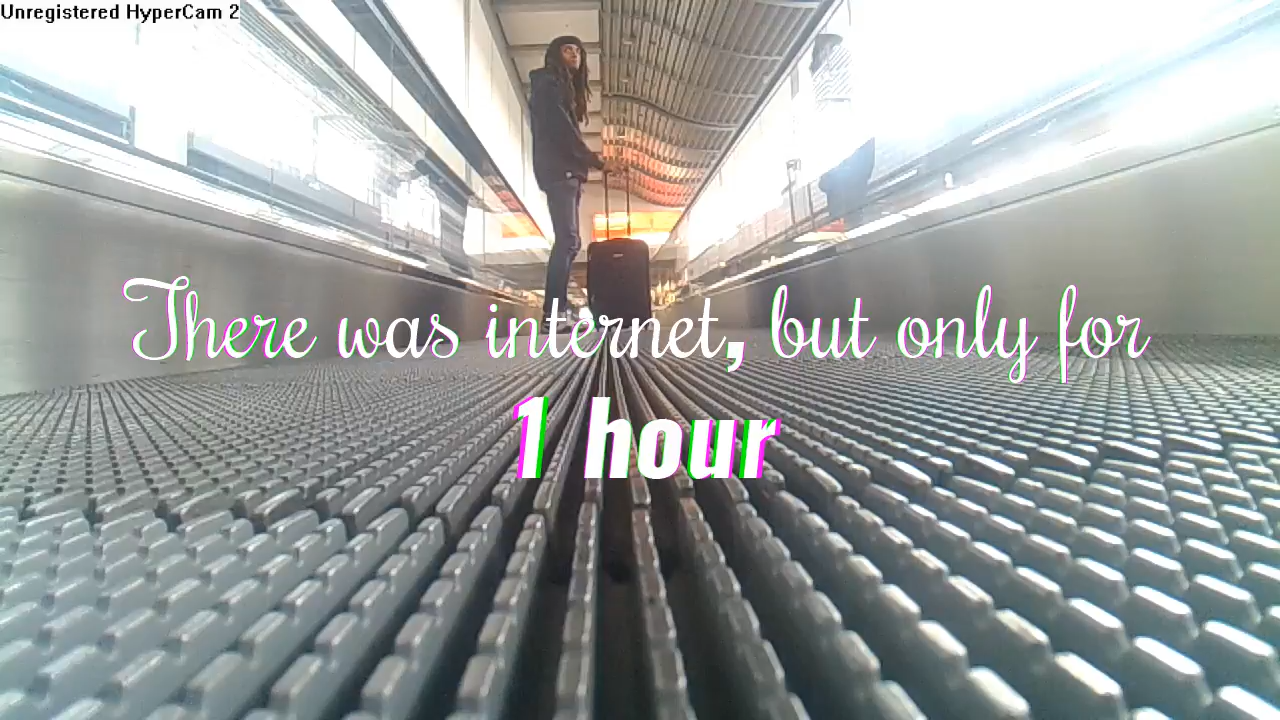 Unregistered HyperCam 2
There was internet, but only for
1 hour